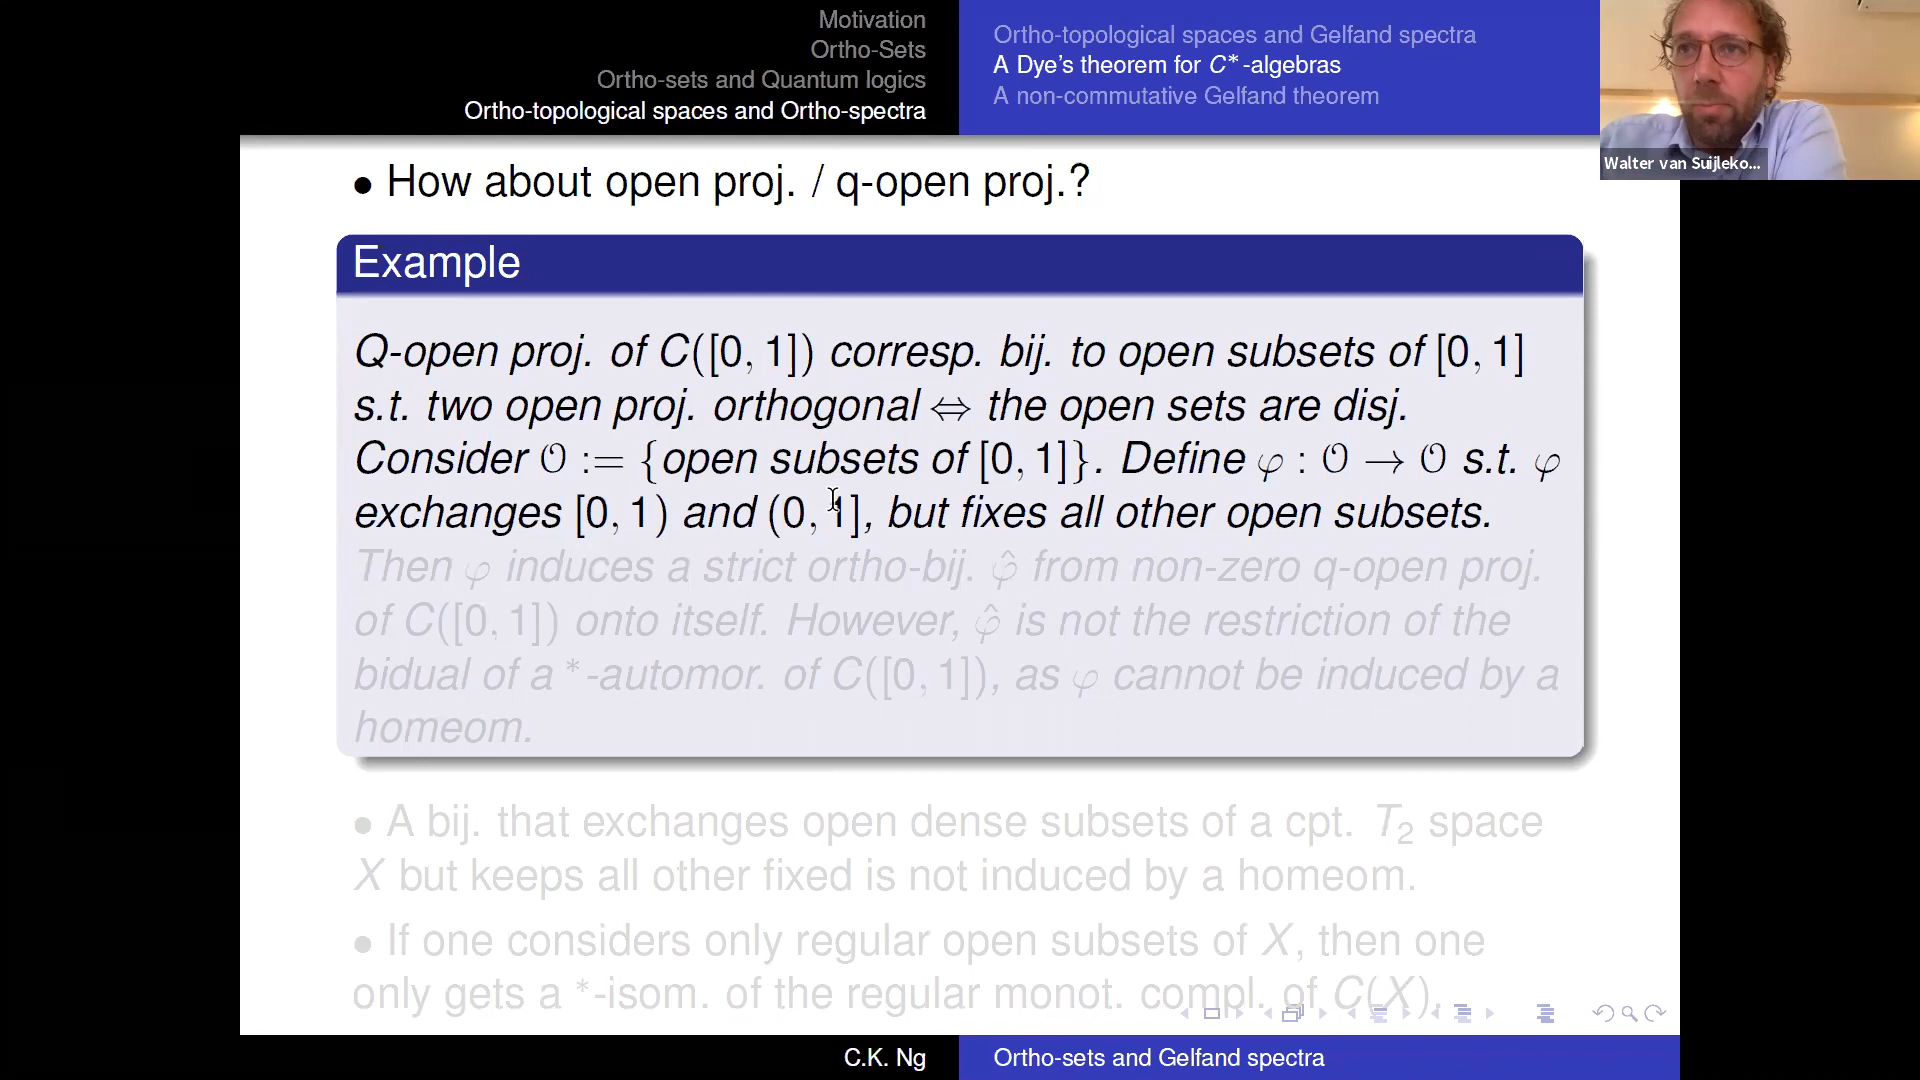 Motivation
Ortho-Sets
Ortho-sets and Quantum logics
Ortho-topological spaces and Ortho-spectra
Ortho-topological spaces and Gelfand spectra
A Dye's theorem for C*-algebras
A non-commutative Gelfand theorem
Walter van Suijleko...
• How about open proj. / q-open proj.?
Example
Q-open proj. of C([0, 1]) corresp. bij. to open subsets of [0, 1]
s.t. two open proj. orthogonal ⇔ the open sets are disj.
Consider 𝒪 := {open subsets of [0, 1]}. Define φ : 𝒪 → 𝒪 s.t. φ
exchanges [0, 1) and (0, 1], but fixes all other open subsets.
Then φ induces a strict ortho-bij. φ̂ from non-zero q-open proj.
of C([0, 1]) onto itself. However, φ̂ is not the restriction of the
bidual of a *-automor. of C([0, 1]), as φ cannot be induced by a
homeom.
• A bij. that exchanges open dense subsets of a cpt. T₂ space
X but keeps all other fixed is not induced by a homeom.
• If one considers only regular open subsets of X, then one
only gets a *-isom. of the regular monot. compl. of C(X).
C.K. Ng
Ortho-sets and Gelfand spectra